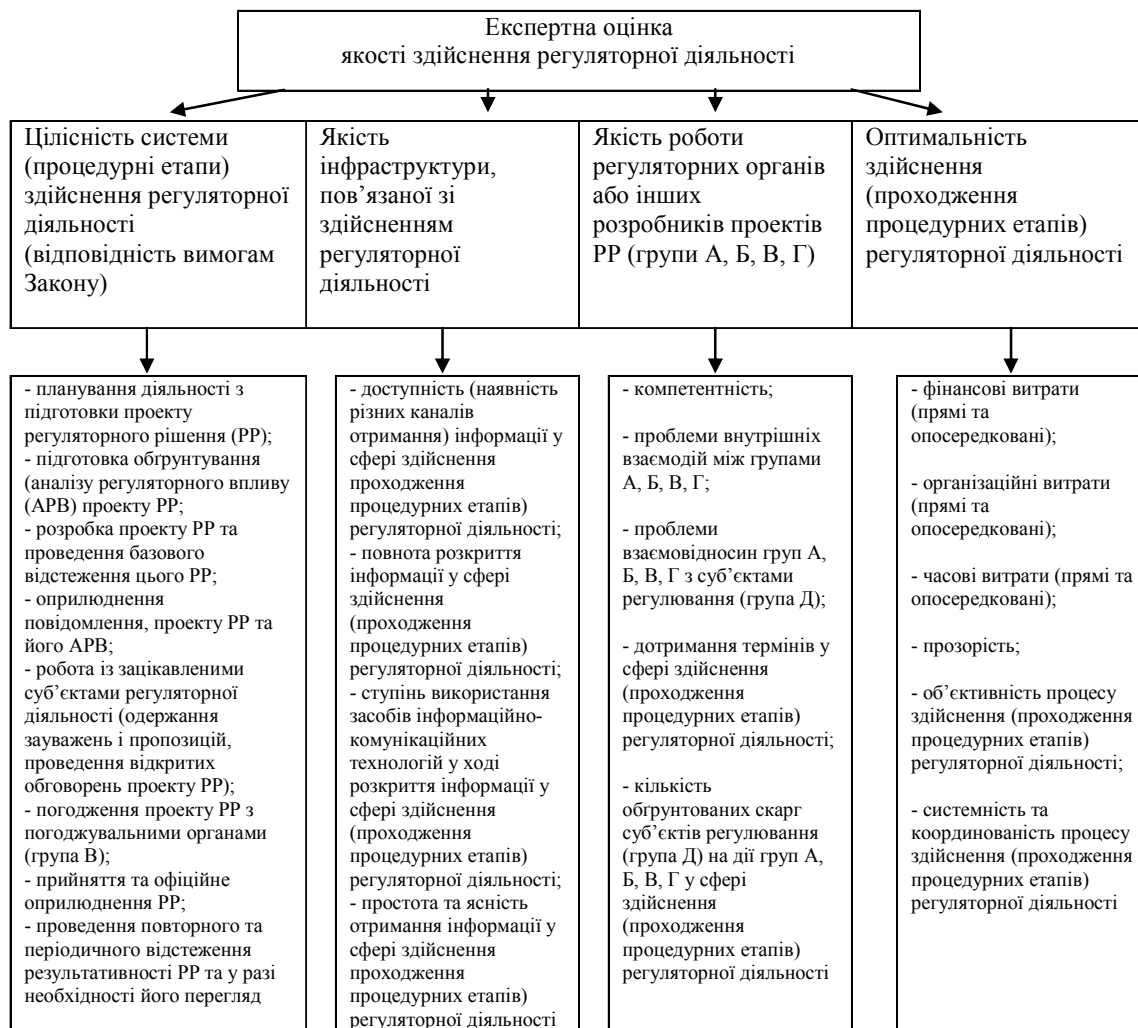 Експертна оцінка
якості здійснення регуляторної діяльності
Цілісність системи
(процедурні етапи)
здійснення регуляторної
діяльності
(відповідність вимогам
Закону)
Якість
інфраструктури,
пов’язаної зі
здійсненням
регуляторної
діяльності
Якість роботи
регуляторних органів
або інших
розробників проектів
РР (групи А, Б, В, Г)
Оптимальність
здійснення
(проходження
процедурних етапів)
регуляторної діяльності
- планування діяльності з
підготовки проекту
регуляторного рішення (РР);
- підготовка обґрунтування
(аналізу регуляторного впливу
(АРВ) проекту РР;
- розробка проекту РР та
проведення базового
відстеження цього РР;
- оприлюднення
повідомлення, проекту РР та
його АРВ;
- робота із зацікавленими
суб’єктами регуляторної
діяльності (одержання
зауважень і пропозицій,
проведення відкритих
обговорень проекту РР);
- погодження проекту РР з
погоджувальними органами
(група В);
- прийняття та офіційне
оприлюднення РР;
- проведення повторного та
періодичного відстеження
результативності РР та у разі
необхідності його перегляд
- доступність (наявність
різних каналів
отримання) інформації у
сфері здійснення
проходження
процедурних етапів)
регуляторної діяльності;
- повнота розкриття
інформації у сфері
здійснення
(проходження
процедурних етапів)
регуляторної діяльності;
- ступінь використання
засобів інформаційно-
комунікаційних
технологій у ході
розкриття інформації у
сфері здійснення
(проходження
процедурних етапів)
регуляторної діяльності;
- простота та ясність
отримання інформації у
сфері здійснення
проходження
процедурних етапів)
регуляторної діяльності
- компетентність;
- проблеми внутрішніх
взаємодій між групами
А, Б, В, Г;
- проблеми
взаємовідносин груп А,
Б, В, Г з суб’єктами
регулювання (група Д);
- дотримання термінів у
сфері здійснення
(проходження
процедурних етапів)
регуляторної діяльності;
- кількість
обґрунтованих скарг
суб’єктів регулювання
(група Д) на дії груп А,
Б, В, Г у сфері
здійснення
(проходження
процедурних етапів)
регуляторної діяльності
- фінансові витрати
(прямі та
опосередковані);
- організаційні витрати
(прямі та
опосередковані);
- часові витрати (прямі та
опосередковані);
- прозорість;
- об’єктивність процесу
здійснення (проходження
процедурних етапів)
регуляторної діяльності;
- системність та
координованість процесу
здійснення (проходження
процедурних етапів)
регуляторної діяльності